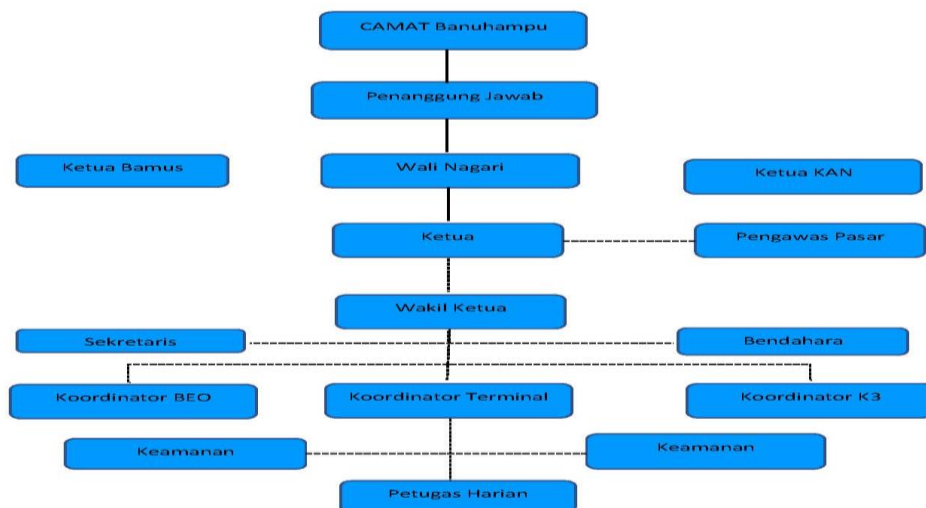 CAMAT Banuhampu
Penanggung Jawab
Ketua Bamus
Wali Nagari
Ketua KAN
Ketua
Pengawas Pasar
Wakil Ketua
Sekretaris
Bendahara
Koordinator BEO
Koordinator Terminal
Koordinator K3
Keamanan
Keamanan
Petugas Harian